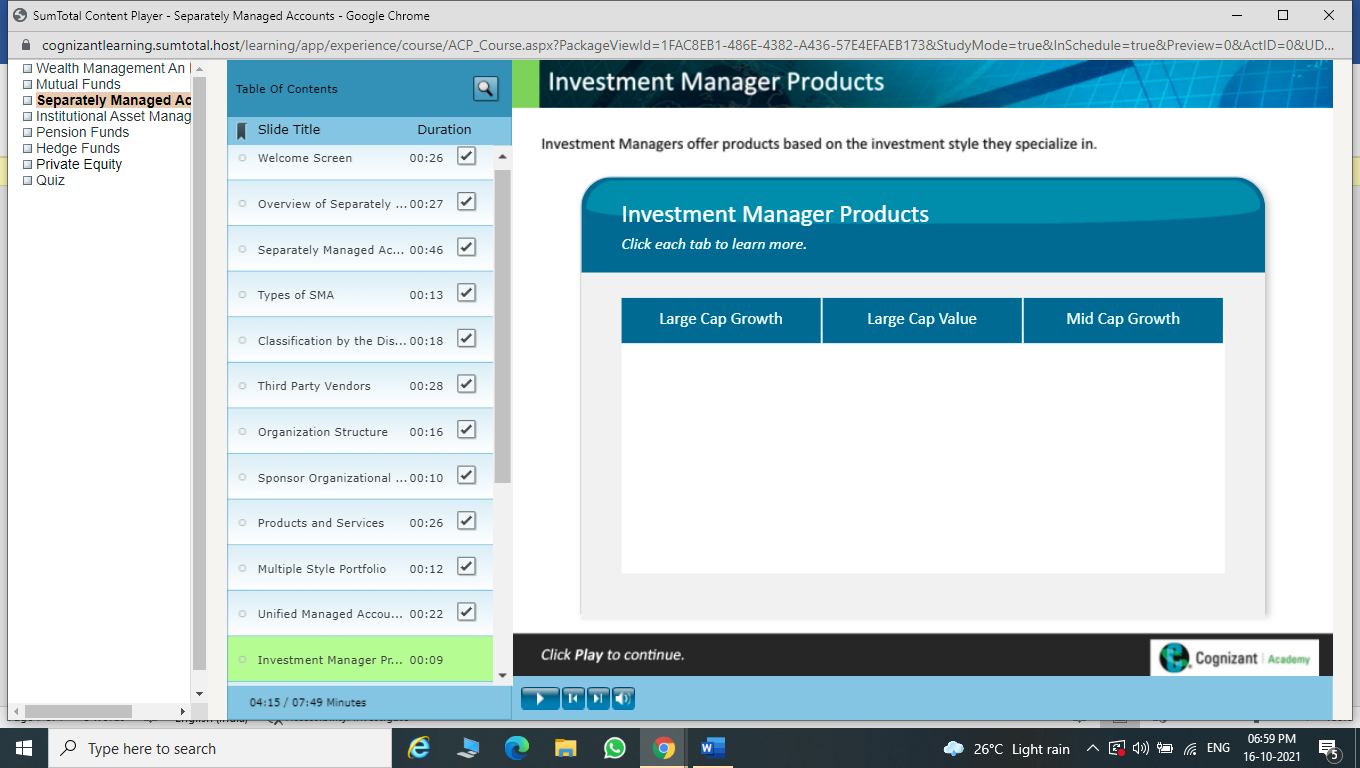 SumTotal Content Player - Separately Managed Accounts - Google Chrome
cognizantlearning.sumtotal.host/learning/app/experience/course/ACP_Course.aspx?PackageViewId=1FAC8EB1-486E-4382-A436-57E4EFAEB173&StudyMode=true&InSchedule=true&Preview=0&ActID=0&UD...
Wealth Management An I
Mutual Funds
Separately Managed Ac
Institutional Asset Manag
Pension Funds
Hedge Funds
Private Equity
Quiz
Table Of Contents
Slide Title Duration
Welcome Screen 00:26
Overview of Separately ... 00:27
Separately Managed Ac... 00:46
Types of SMA 00:13
Classification by the Dis... 00:18
Third Party Vendors 00:28
Organization Structure 00:16
Sponsor Organizational ... 00:10
Products and Services 00:26
Multiple Style Portfolio 00:12
Unified Managed Accou... 00:22
Investment Manager Pr... 00:09
04:15 / 07:49 Minutes
Investment Manager Products
Investment Managers offer products based on the investment style they specialize in.
Investment Manager Products
Click each tab to learn more.
Large Cap Growth Large Cap Value Mid Cap Growth
Click Play to continue.
Cognizant Academy
Type here to search
26°C Light rain
ENG
06:59 PM
16-10-2021
5